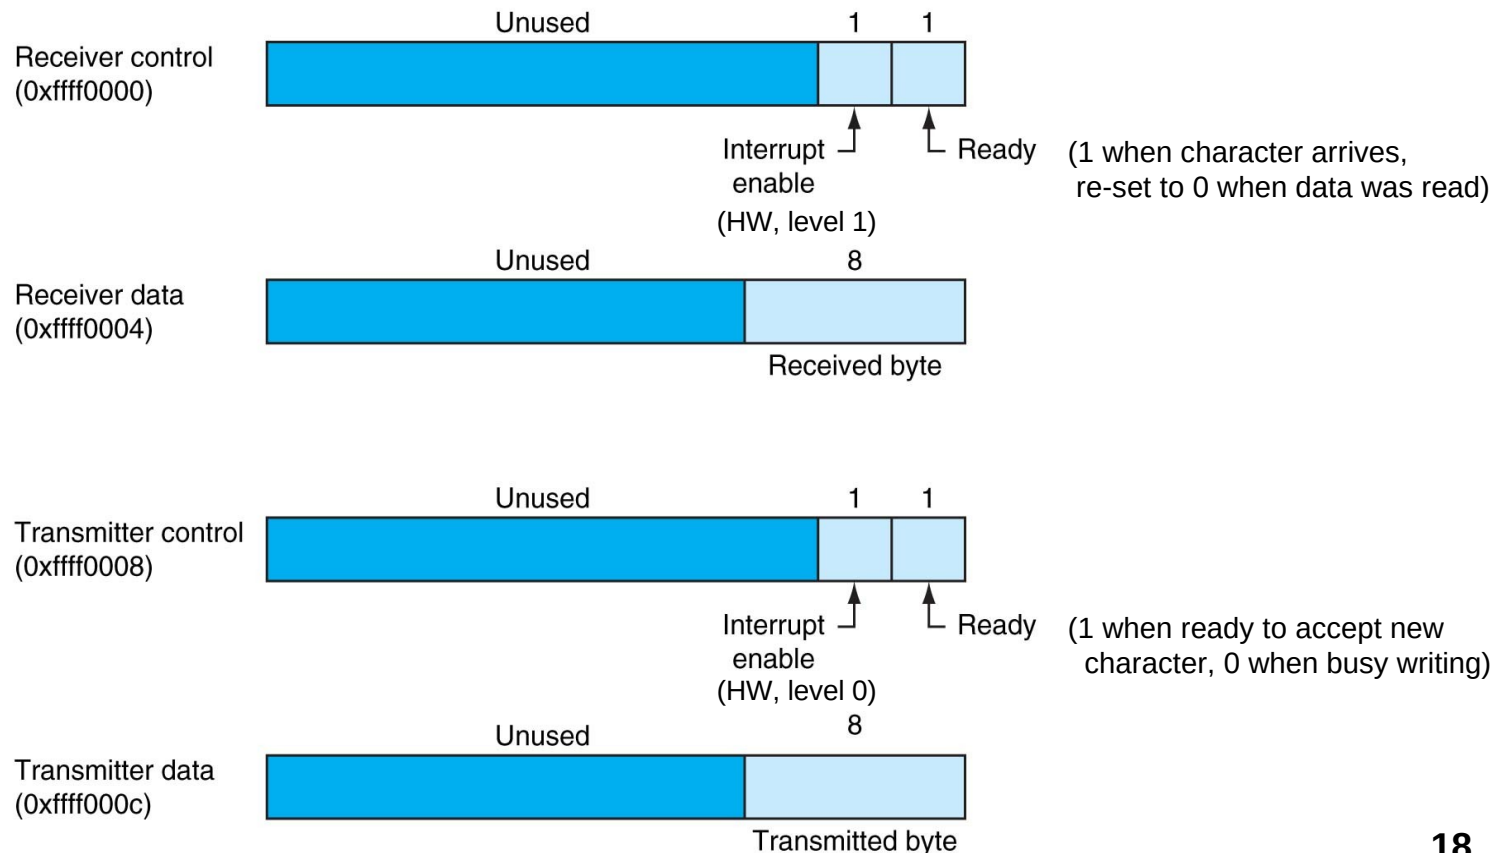 Unused 1 1
Receiver control
(0xffff0000)
Interrupt
enable
(HW, level 1)
Ready (1 when character arrives,
re-set to 0 when data was read)
Unused 8
Receiver data
(0xffff0004)
Received byte
Unused 1 1
Transmitter control
(0xffff0008)
Interrupt
enable
(HW, level 0)
Ready (1 when ready to accept new
character, 0 when busy writing)
Unused 8
Transmitter data
(0xffff000c)
Transmitted byte
18